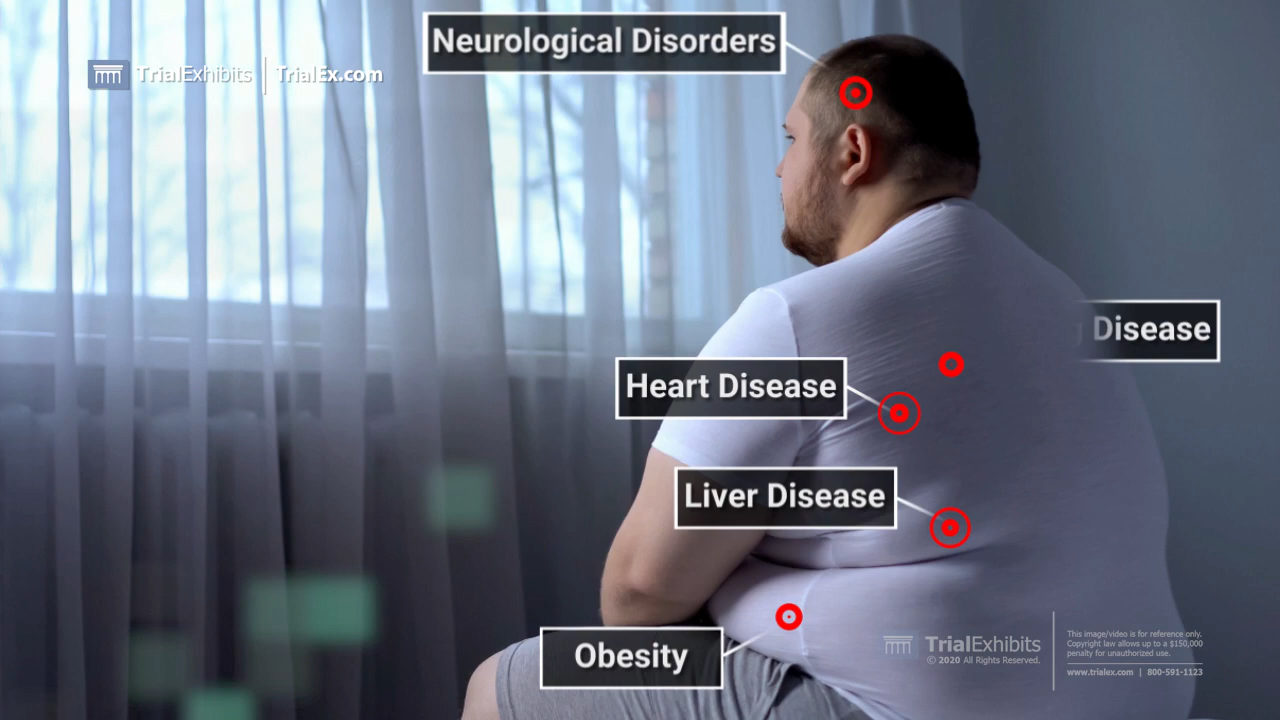 Neurological Disorders
TrialExhibits | TrialEx.com
Disease
Heart Disease
Liver Disease
Obesity
TrialExhibits
© 2020 All Rights Reserved.
This image/video is for reference only.
Copyright law allows up to a $150,000
penalty for unauthorized use.
www.trialex.com | 800-591-1123